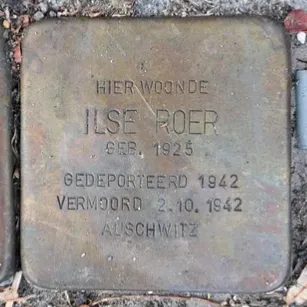 HIER WOONDE
ILSE ROER
GEB. 1925
GEDEPORTEERD 1942
VERMOORD 2.10.1942
AUSCHWITZ